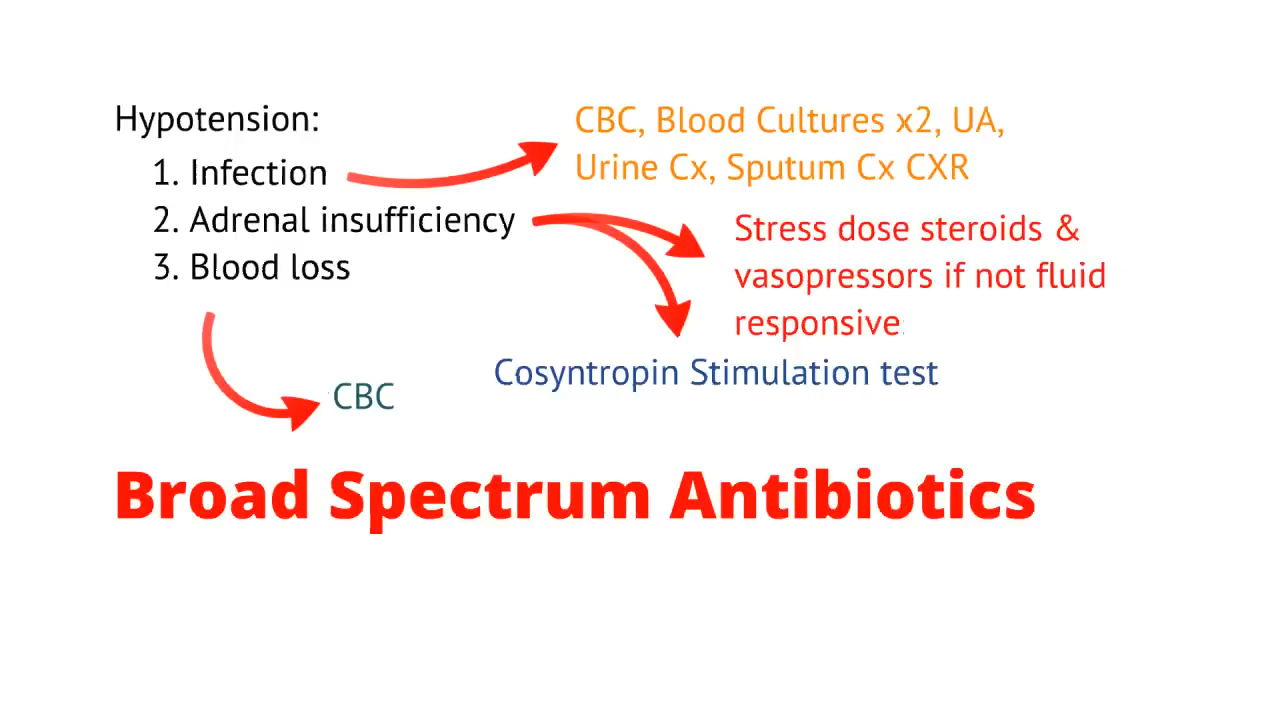 Hypotension:
1. Infection
2. Adrenal insufficiency
3. Blood loss
CBC, Blood Cultures x2, UA,
Urine Cx, Sputum Cx CXR
Stress dose steroids &
vasopressors if not fluid
responsive
Cosyntropin Stimulation test
CBC
Broad Spectrum Antibiotics